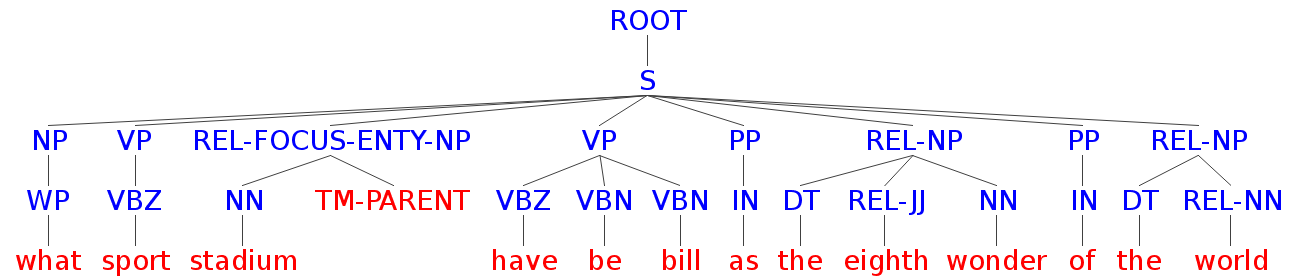 ROOT
S
NP VP REL-FOCUS-ENTY-NP VP PP REL-NP PP REL-NP
WP VBZ NN TM-PARENT VBZ VBN VBN IN DT REL-JJ NN IN DT REL-NN
what sport stadium have be bill as the eighth wonder of the world